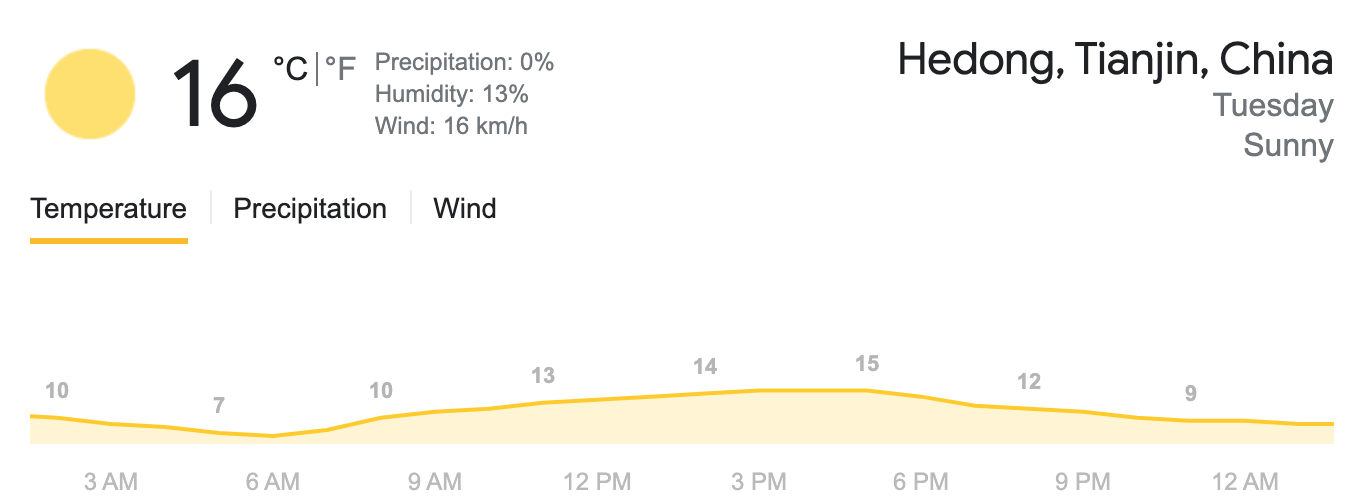 16 °C | °F
Precipitation: 0%
Humidity: 13%
Wind: 16 km/h
Hedong, Tianjin, China
Tuesday
Sunny
Temperature | Precipitation | Wind
10 7 10 13 14 15 12 9
3 AM 6 AM 9 AM 12 PM 3 PM 6 PM 9 PM 12 AM